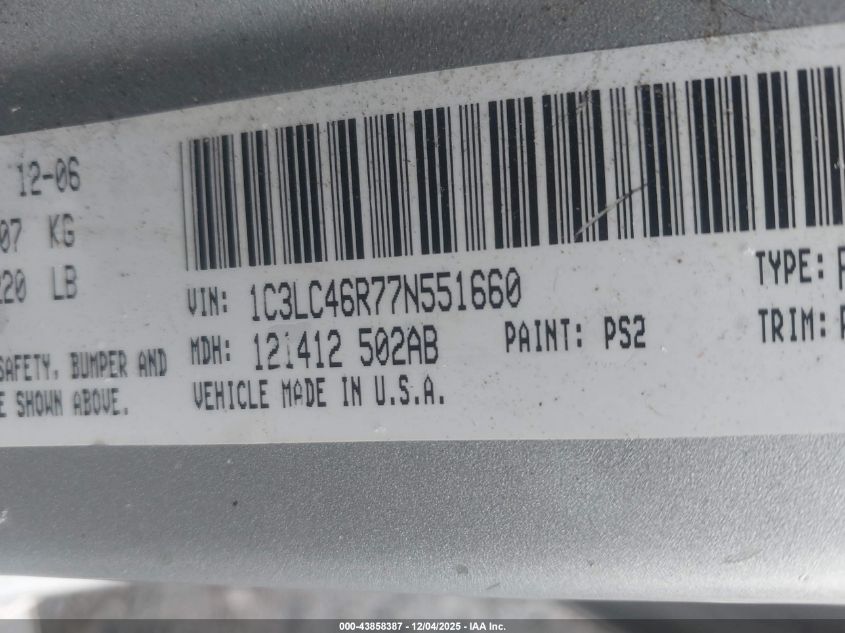 12-06
07 KG
220 LB
VIN: 1C3LC46R77N551660
TYPE:
MDH: 121412 502AB
PAINT: PS2
TRIM:
SAFETY, BUMPER AND
E SHOWN ABOVE.
VEHICLE MADE IN U.S.A.
000-43858387 - 12/04/2025 - IAA Inc.